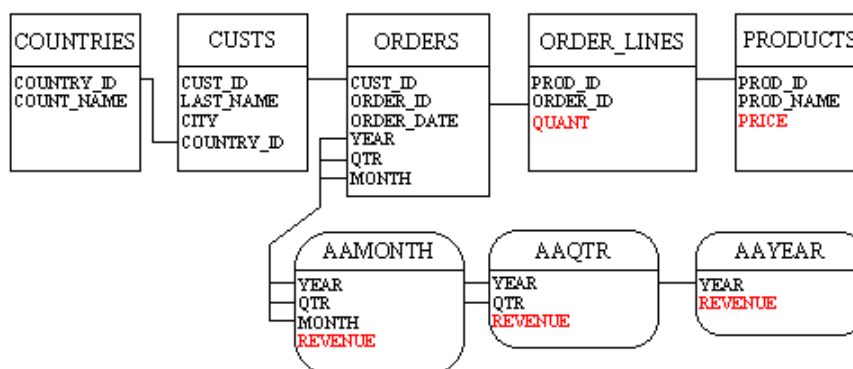 COUNTRIES
COUNTRY_ID
COUNT_NAME
CUSTS
CUST_ID
LAST_NAME
CITY
COUNTRY_ID
ORDERS
CUST_ID
ORDER_ID
ORDER_DATE
YEAR
QTR
MONTH
ORDER_LINES
PROD_ID
ORDER_ID
QUANT
PRODUCTS
PROD_ID
PROD_NAME
PRICE
AAMONTH
YEAR
QTR
MONTH
REVENUE
AAQTR
YEAR
QTR
REVENUE
AAYEAR
YEAR
REVENUE